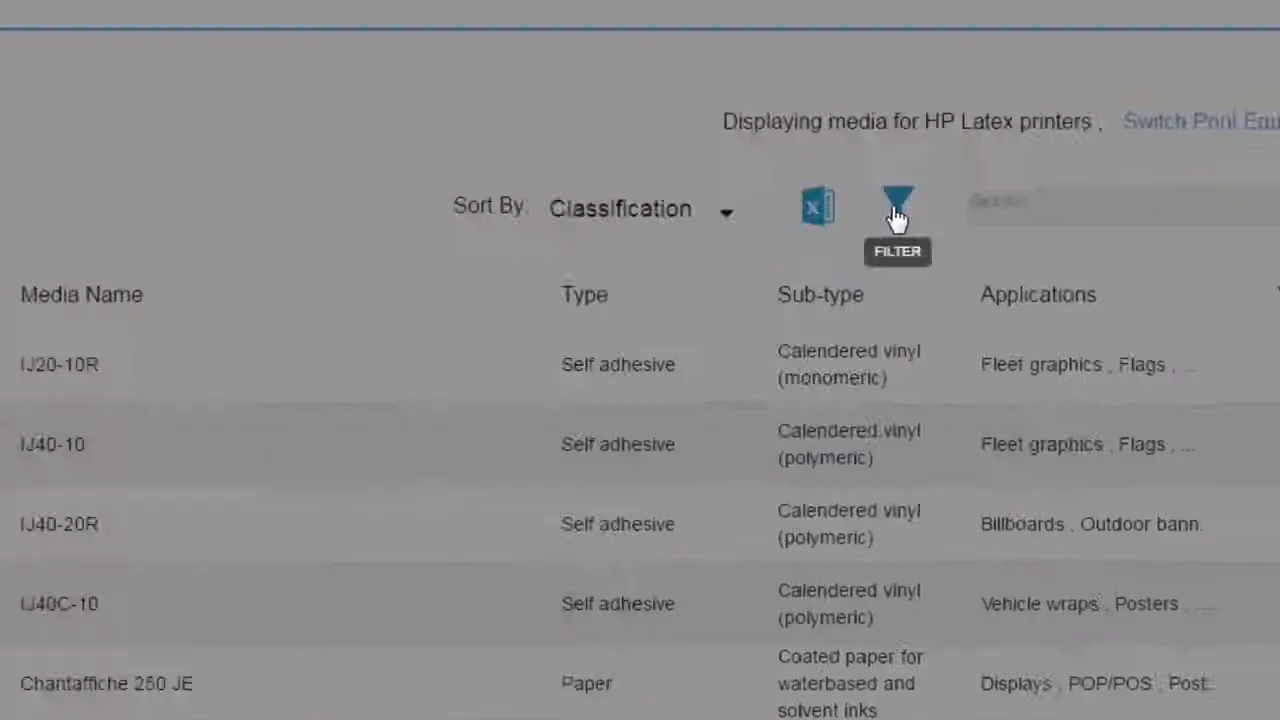 Displaying media for HP Latex printers , Switch Print
Sort By: Classification
FILTER
Media Name Type Sub-type Applications
IJ20-10R Self adhesive Calendered vinyl (monomeric) Fleet graphics , Flags , ...
IJ40-10 Self adhesive Calendered vinyl (polymeric) Fleet graphics , Flags , ...
IJ40-20R Self adhesive Calendered vinyl (polymeric) Billboards , Outdoor bann.
IJ40C-10 Self adhesive Calendered vinyl (polymeric) Vehicle wraps , Posters , ...
Chantaffiche 250 JE Paper Coated paper for waterbased and solvent inks Displays , POP/POS , Post..